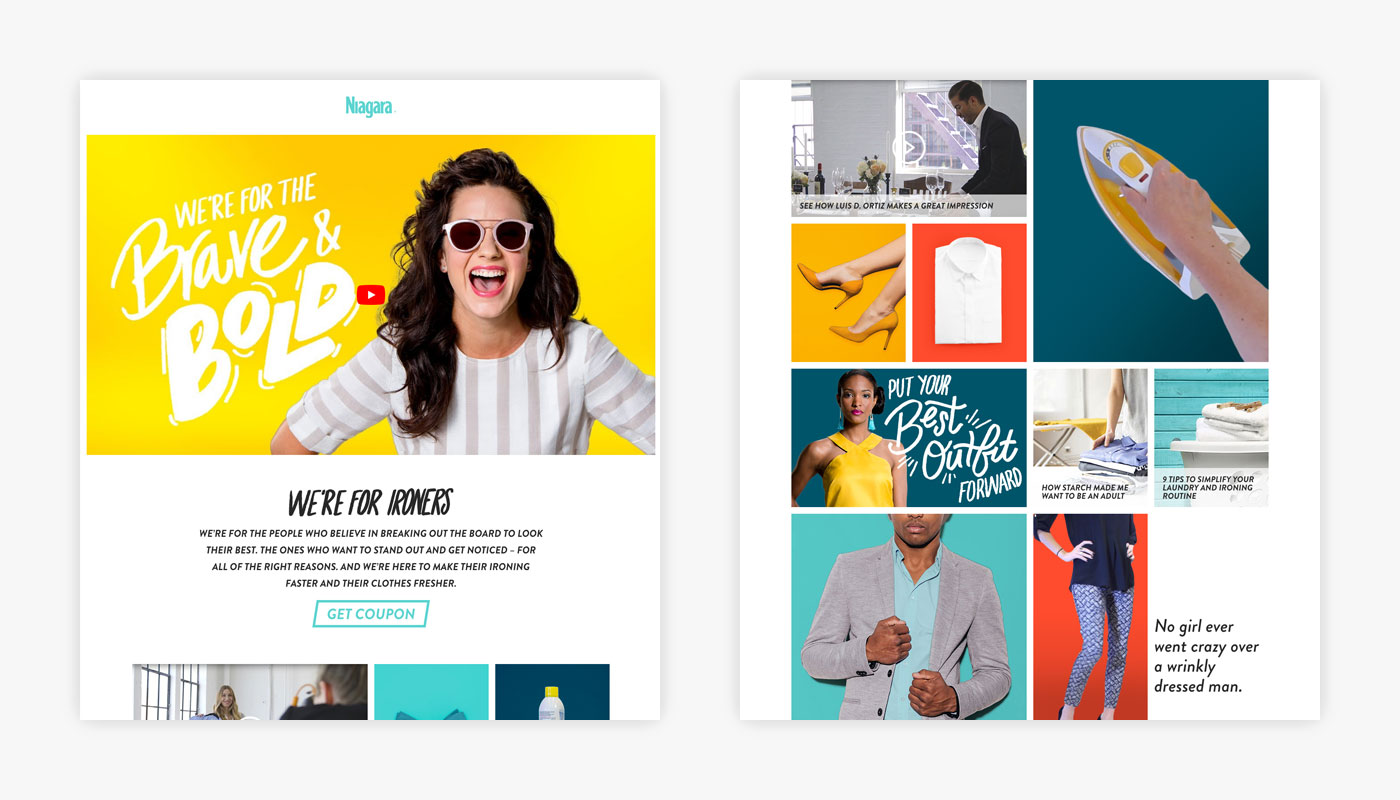 Niagara
WE'RE FOR THE
Brave &
BOLD
WE'RE FOR IRONERS
WE'RE FOR THE PEOPLE WHO BELIEVE IN BREAKING OUT THE BOARD TO LOOK
THEIR BEST. THE ONES WHO WANT TO STAND OUT AND GET NOTICED – FOR
ALL OF THE RIGHT REASONS. AND WE'RE HERE TO MAKE THEIR IRONING
FASTER AND THEIR CLOTHES FRESHER.
GET COUPON
SEE HOW LUIS D. ORTIZ MAKES A GREAT IMPRESSION
PUT YOUR
Best
Outfit
FORWARD
HOW STARCH MADE ME
WANT TO BE AN ADULT
9 TIPS TO SIMPLIFY YOUR
LAUNDRY AND IRONING
ROUTINE
No girl ever
went crazy over
a wrinkly
dressed man.